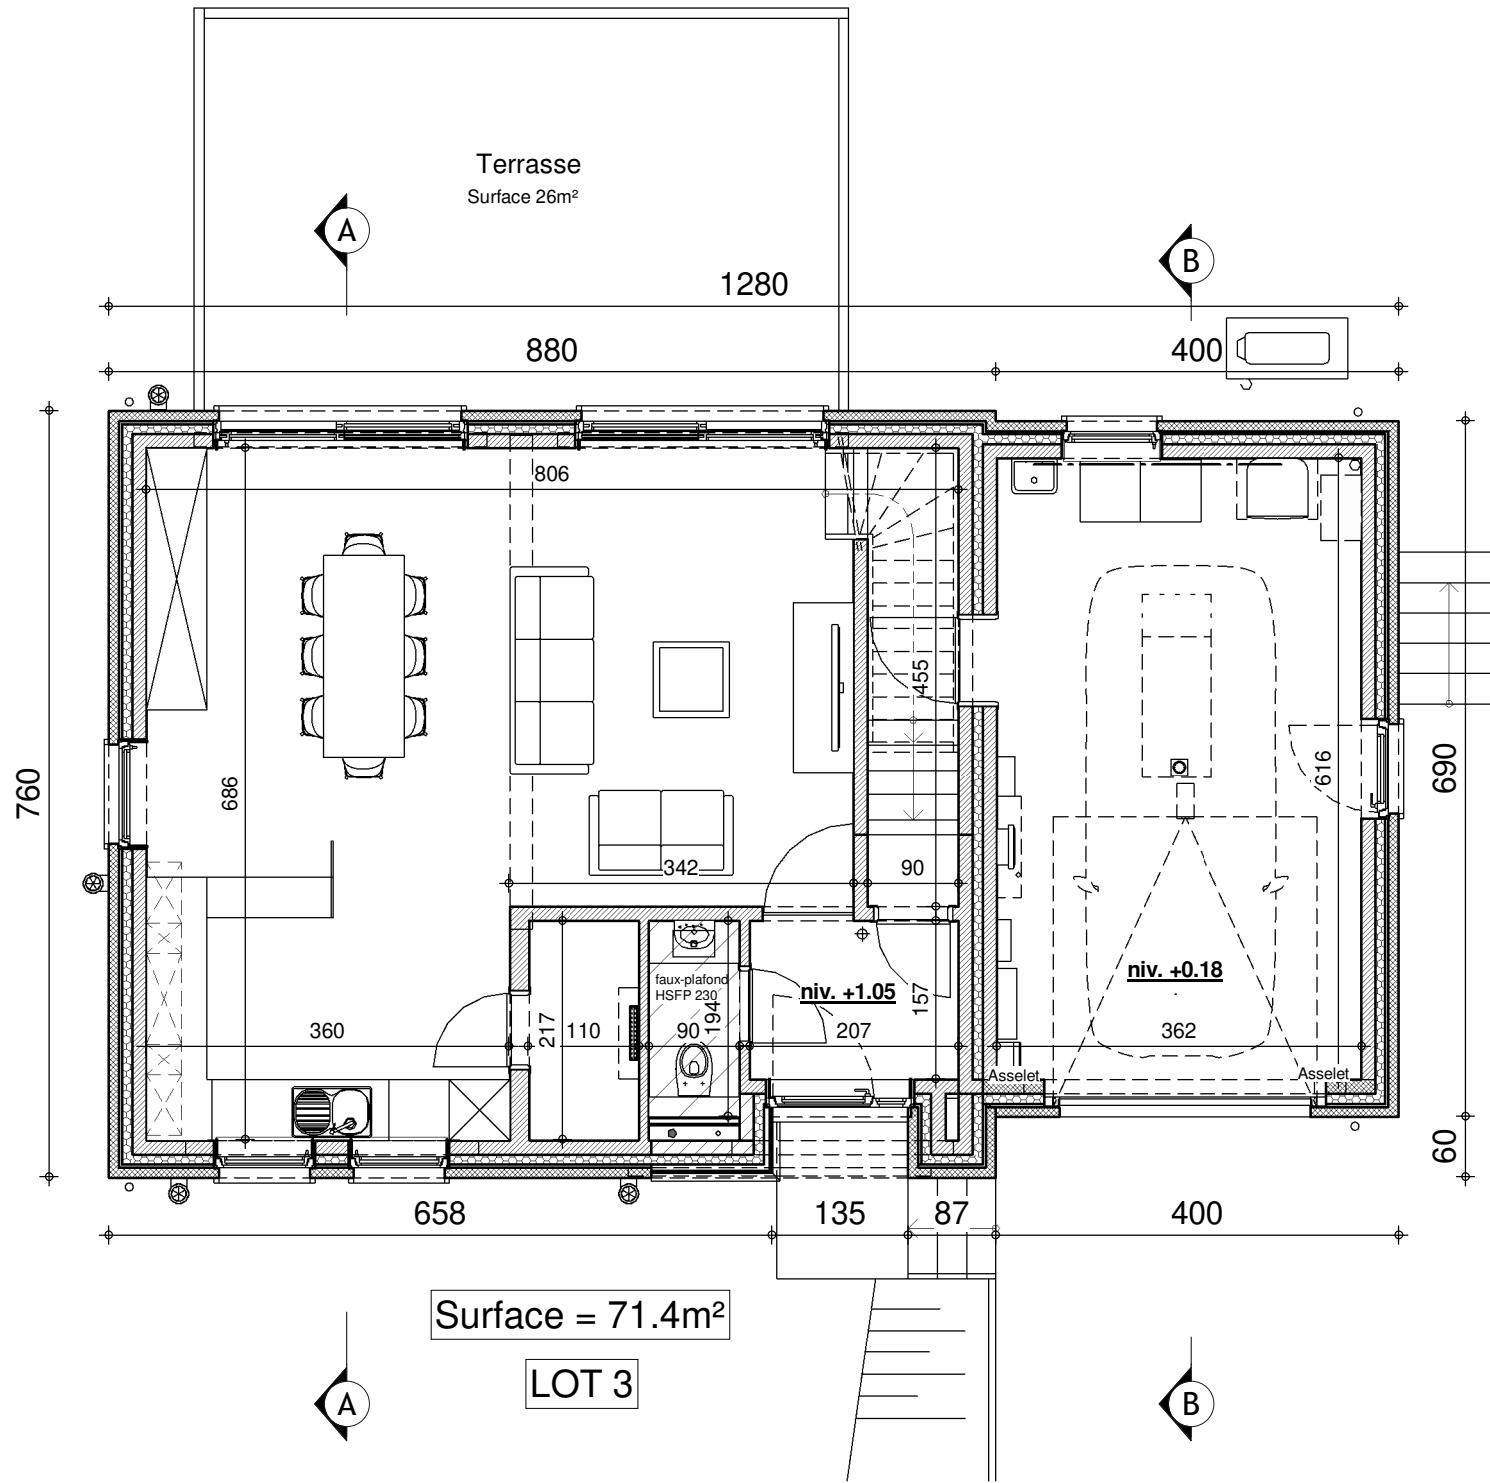 Terrasse
Surface 26m²
A
B
1280
880
400
806
455
686
616
760
690
342
90
faux-plafond
HSFP 230
194
niv. +1.05
157
niv. +0.18
360
217
110
90
207
362
Asselet
Asselet
60
658
135
87
400
Surface = 71.4m²
LOT 3
A
B